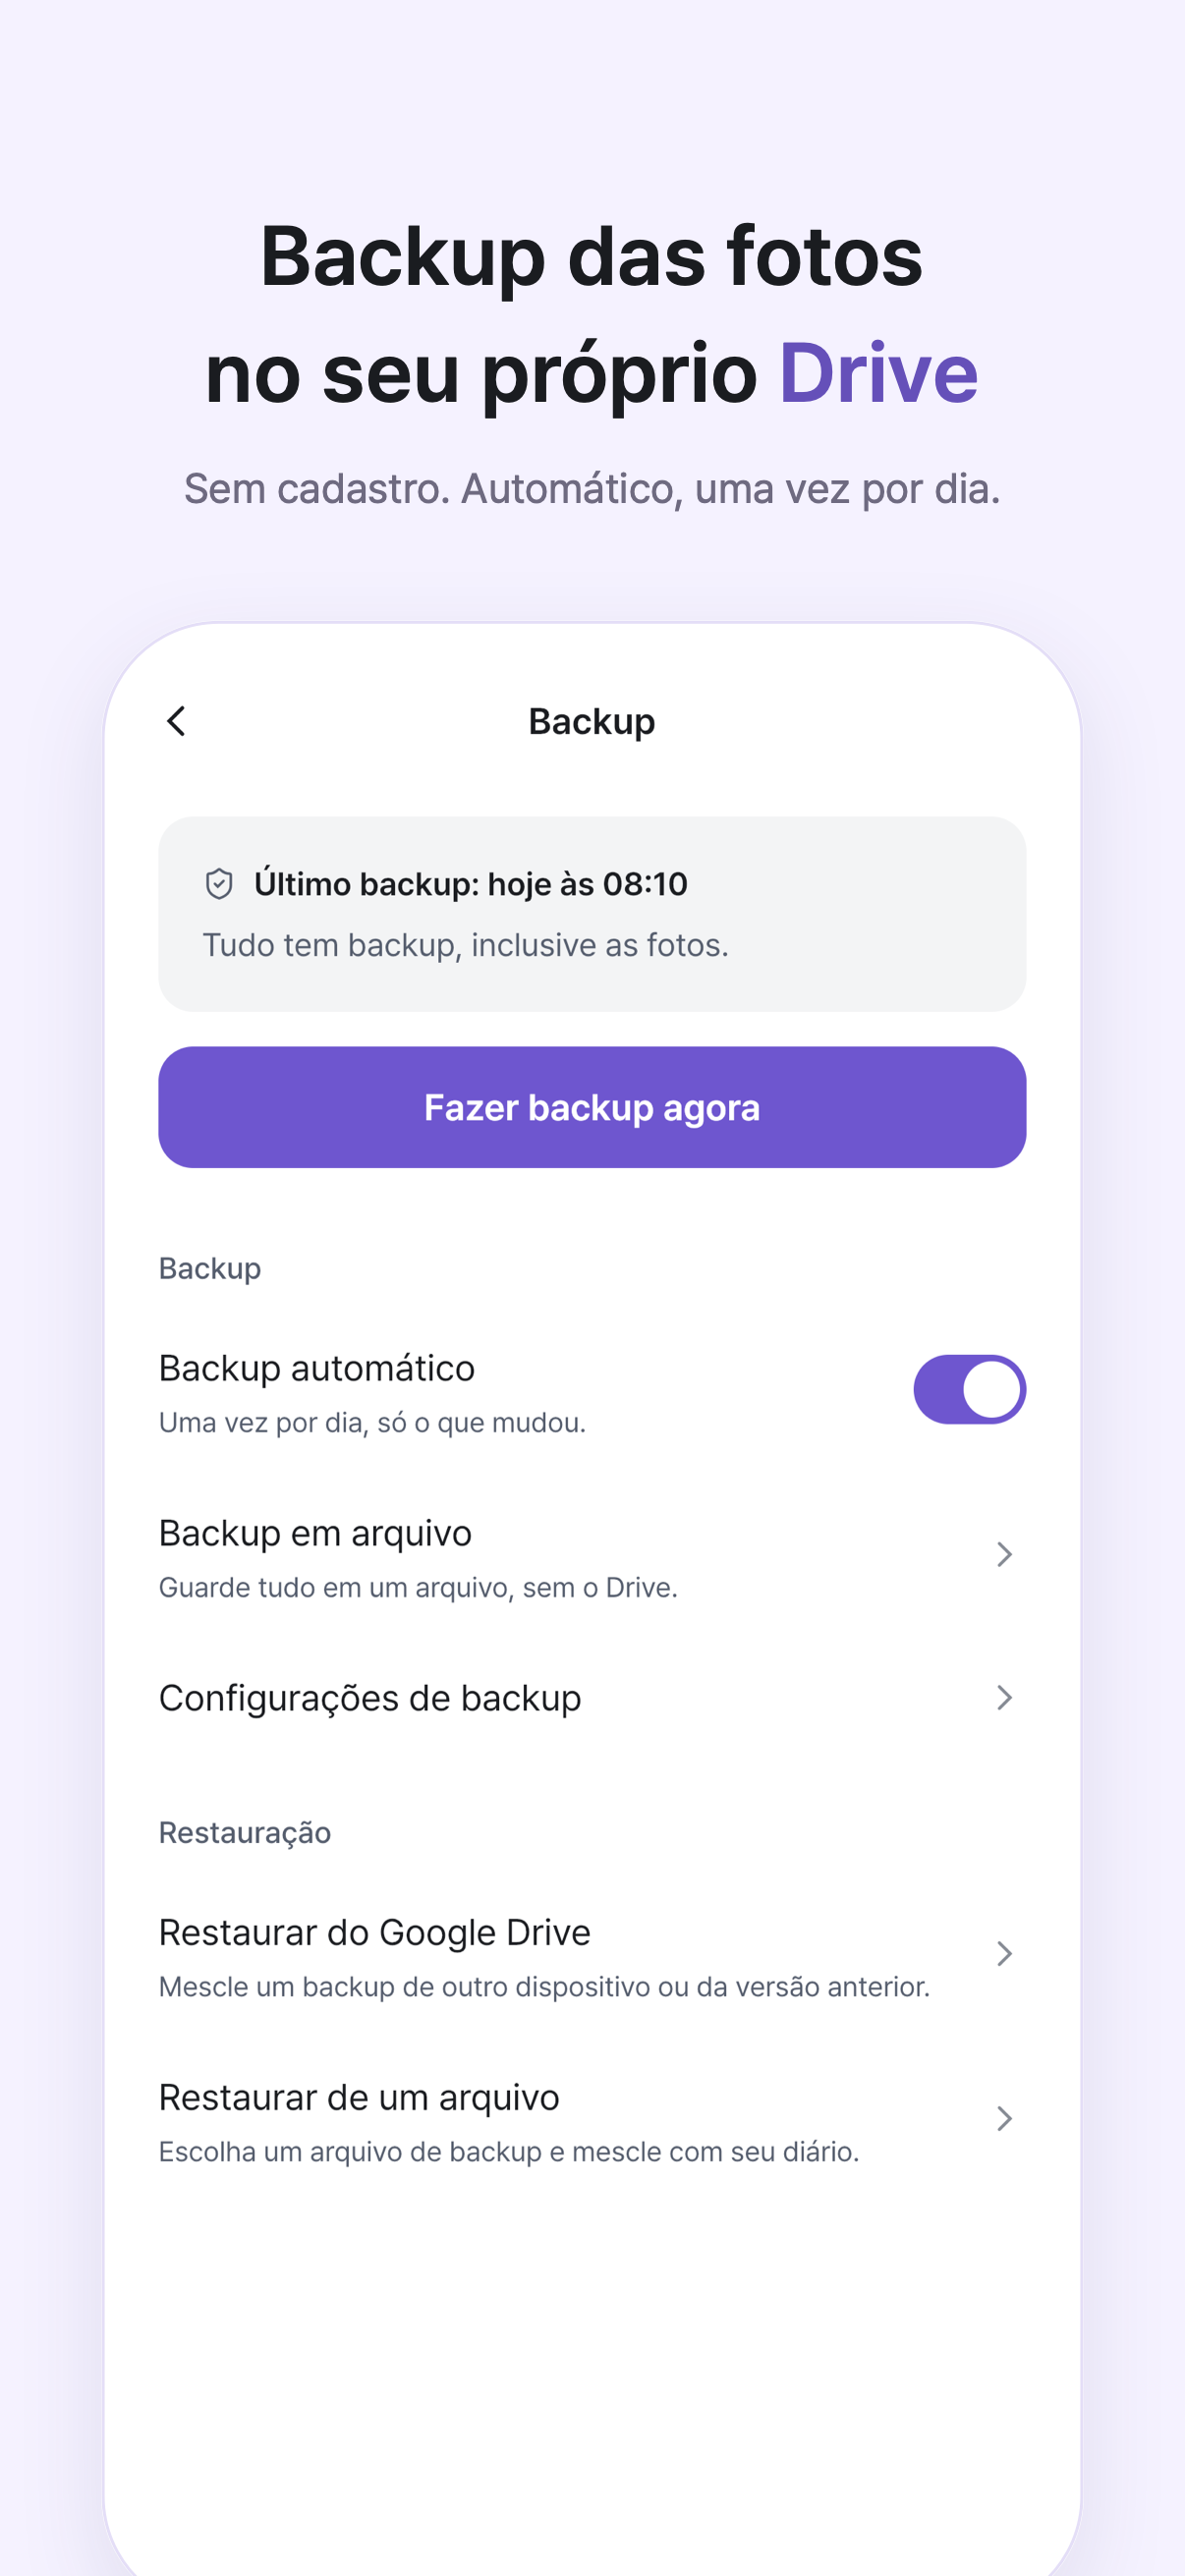 Backup das fotos
no seu próprio Drive
Sem cadastro. Automático, uma vez por dia.
Backup
Último backup: hoje às 08:10
Tudo tem backup, inclusive as fotos.
Fazer backup agora
Backup
Backup automático
Uma vez por dia, só o que mudou.
Backup em arquivo
Guarde tudo em um arquivo, sem o Drive.
Configurações de backup
Restauração
Restaurar do Google Drive
Mescle um backup de outro dispositivo ou da versão anterior.
Restaurar de um arquivo
Escolha um arquivo de backup e mescle com seu diário.